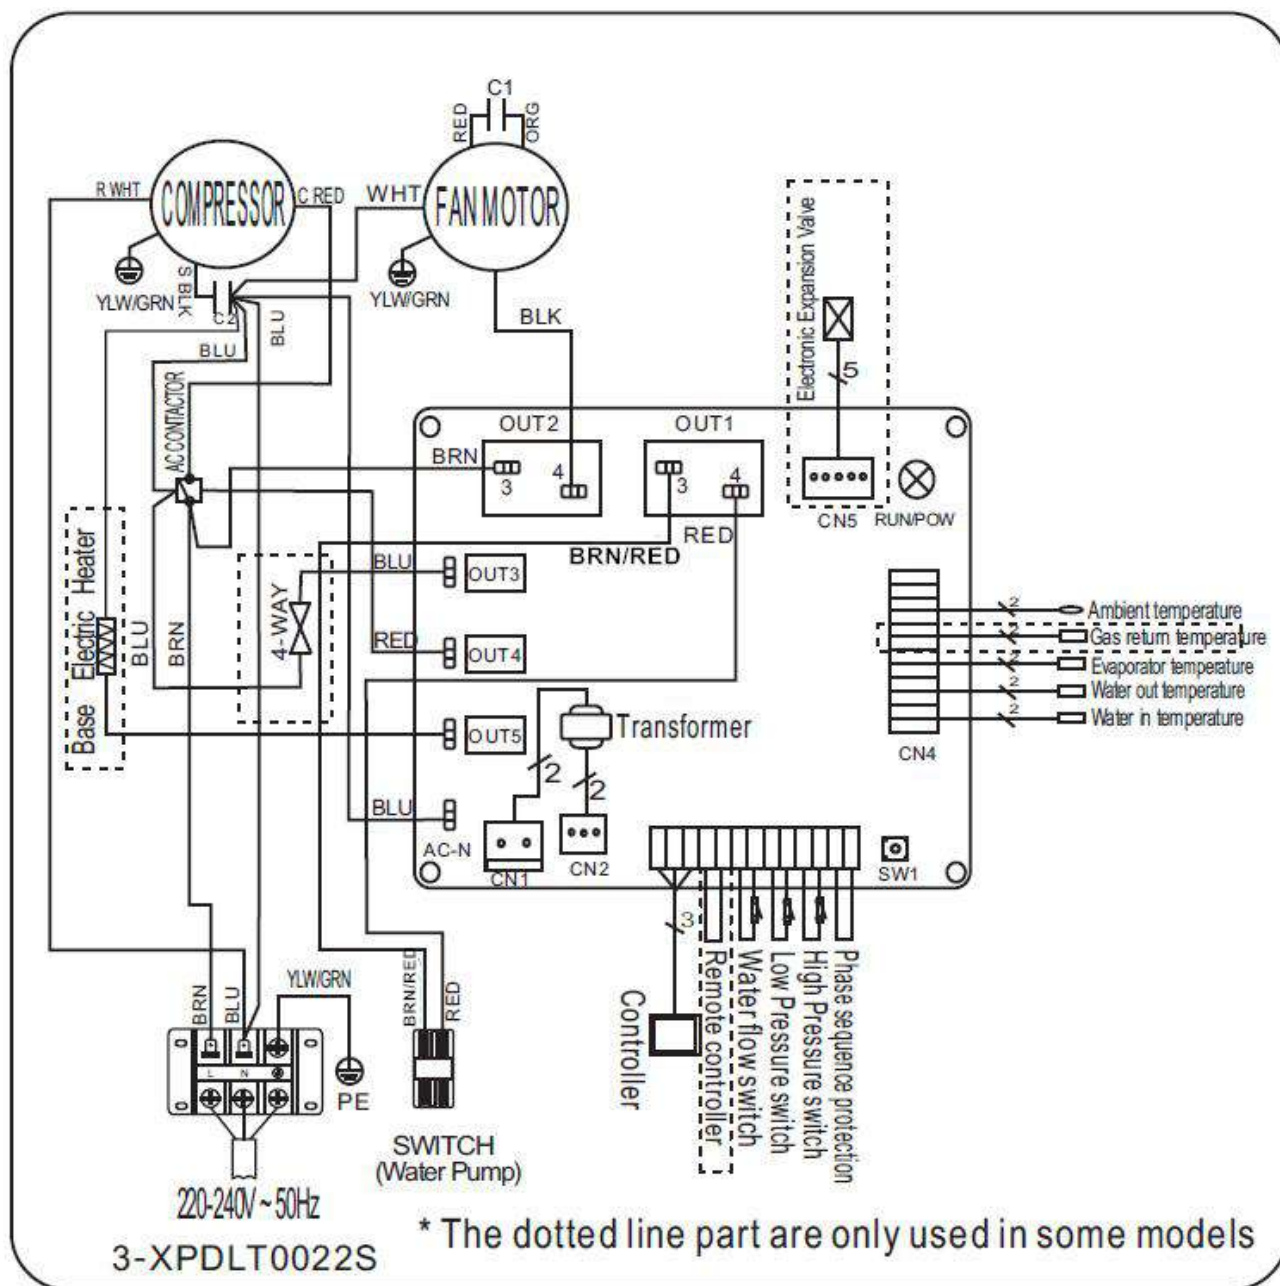 C1
RED
ORG
COMPRESSOR
R WHT
C RED
WHT
FAN MOTOR
S BLK
YLW/GRN
C2
BLU
BLU
YLW/GRN
BLK
Electronic Expansion Valve
5
CN5
RUN/POW
AC CONTACTOR
OUT2
OUT1
BRN
3
4
3
4
RED
BRN/RED
Base Electric Heater
BLU
BRN
4-WAY
BLU
OUT3
RED
OUT4
OUT5
BLU
AC-N
Transformer
2
2
CN1
CN2
2
Ambient temperature
2
Gas return temperature
2
Evaporator temperature
2
Water out temperature
2
Water in temperature
CN4
SW1
3
Controller
Remote controller
Water flow switch
Low Pressure switch
High Pressure switch
Phase sequence protection
BRN
BLU
YLW/GRN
L
N
PE
BRN/RED
RED
SWITCH
(Water Pump)
220-240V ~ 50Hz
3-XPDLT0022S
* The dotted line part are only used in some models